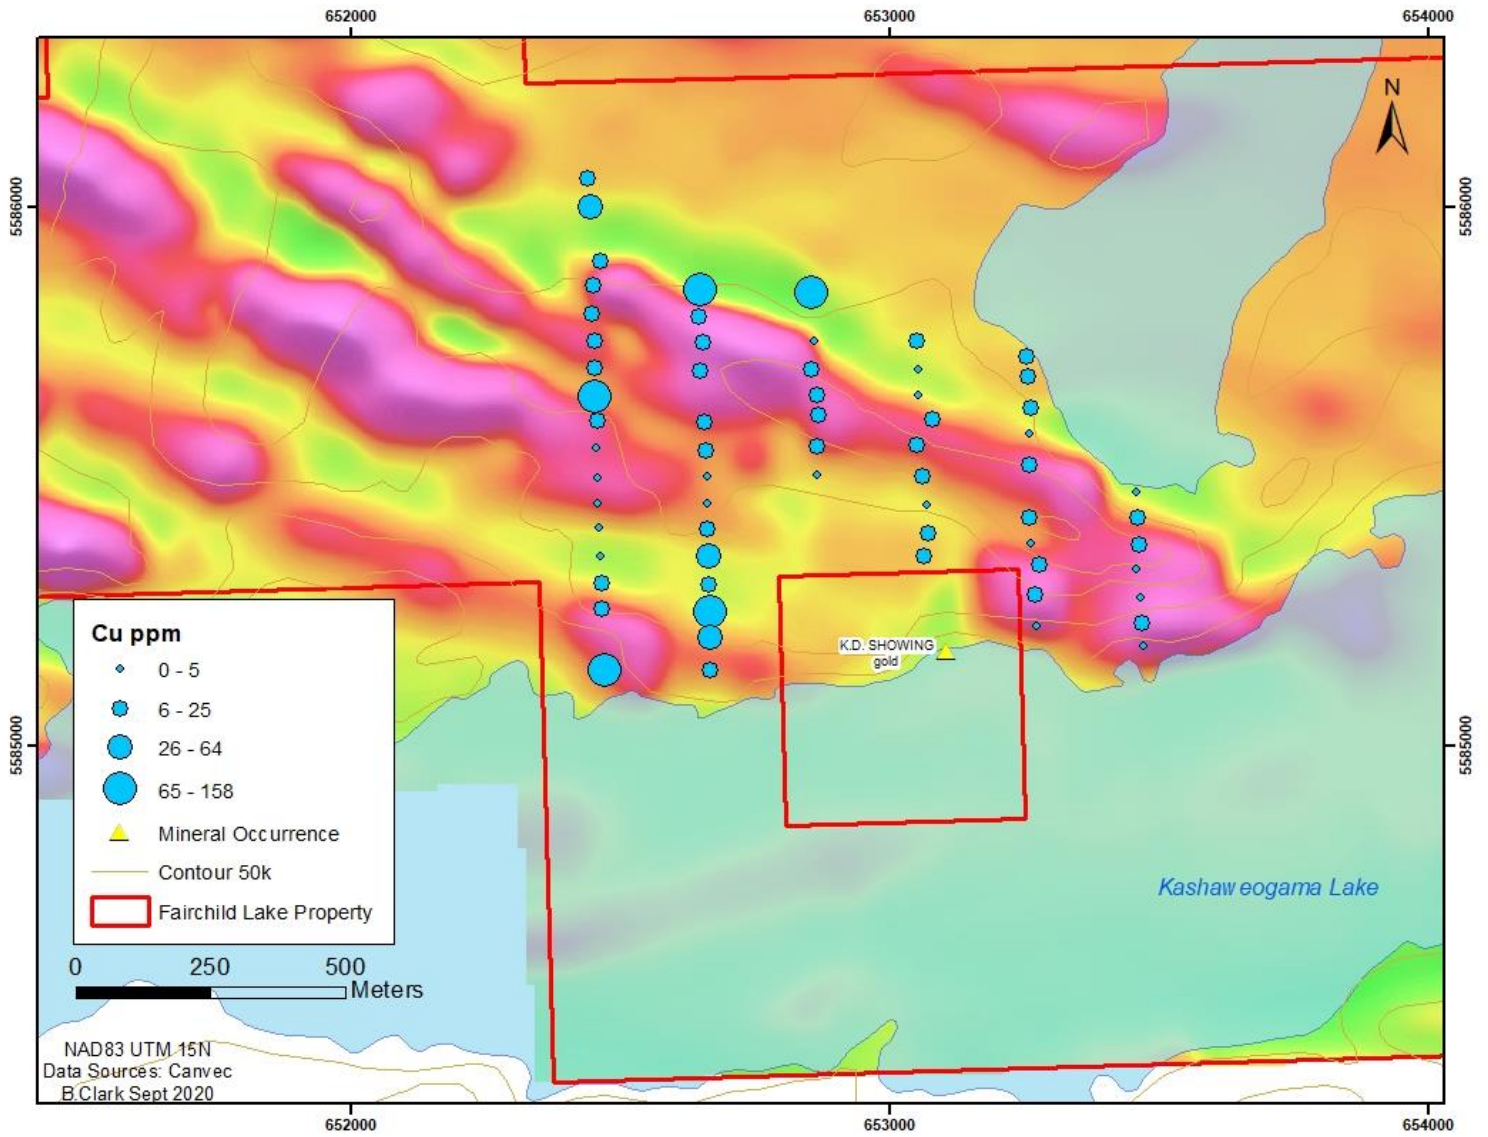 652000
653000
654000
N
5586000
5586000
K.D. SHOWING
gold
Cu ppm
0 - 5
6 - 25
26 - 64
65 - 158
Mineral Occurrence
Contour 50k
Fairchild Lake Property
5585000
5585000
Kashaweogama Lake
0 250 500
Meters
NAD83 UTM 15N
Data Sources: Canvec
B.Clark Sept 2020
652000
653000
654000